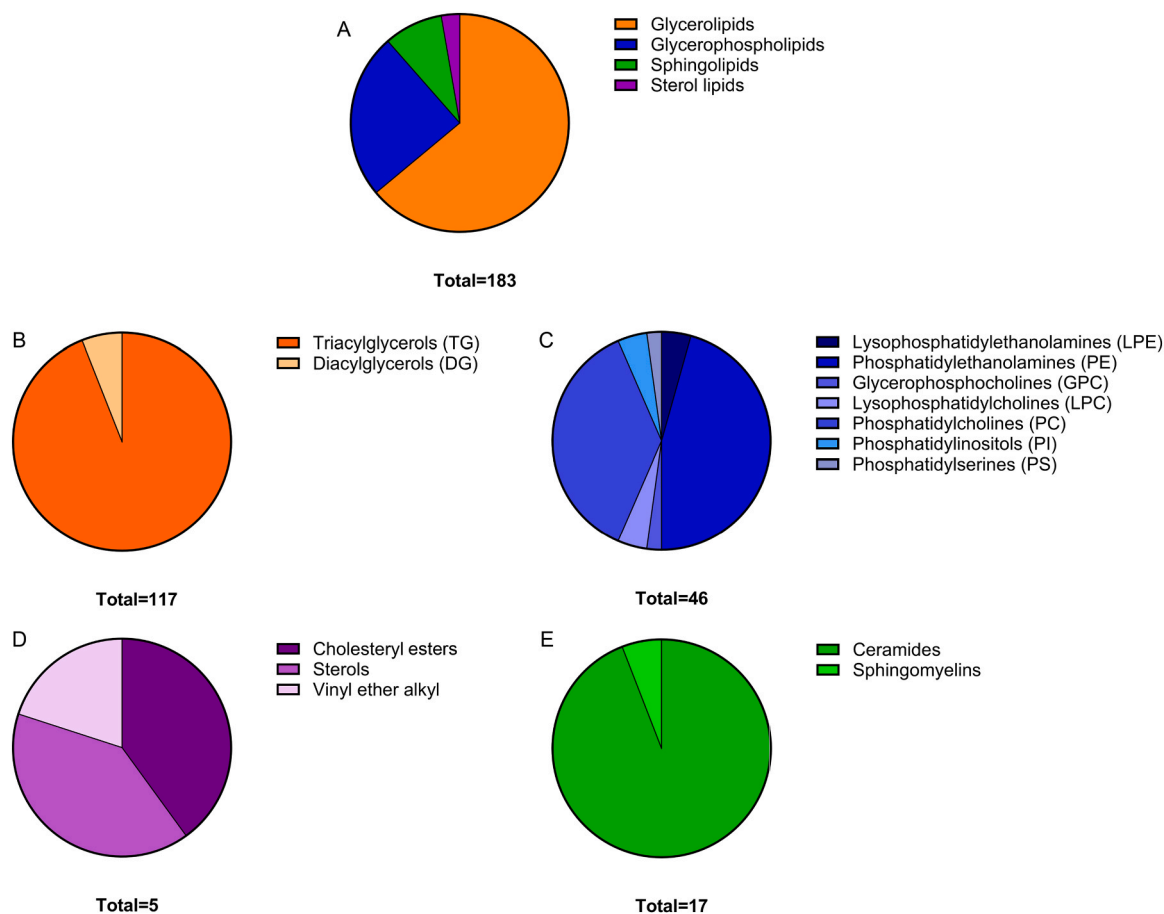 A
Glycerolipids
Glycerophospholipids
Sphingolipids
Sterol lipids
Total=183
B
Triacylglycerols (TG)
Diacylglycerols (DG)
Total=117
C
Lysophosphatidylethanolamines (LPE)
Phosphatidylethanolamines (PE)
Glycerophosphocholines (GPC)
Lysophosphatidylcholines (LPC)
Phosphatidylcholines (PC)
Phosphatidylinositols (PI)
Phosphatidylserines (PS)
Total=46
D
Cholesteryl esters
Sterols
Vinyl ether alkyl
Total=5
E
Ceramides
Sphingomyelins
Total=17